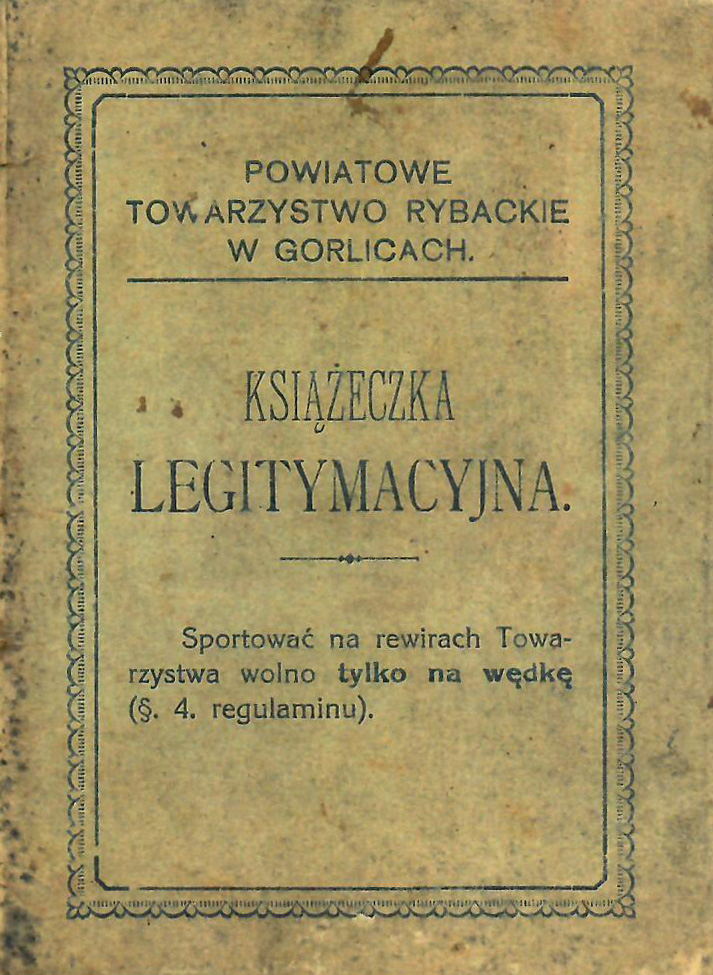 POWIATOWE
TOWARZYSTWO RYBACKIE
W GORLICACH.
KSIĄŻECZKA
LEGITYMACYJNA.
Sportować na rewirach Towa-
rzystwa wolno tylko na wędkę
(§. 4. regulaminu).